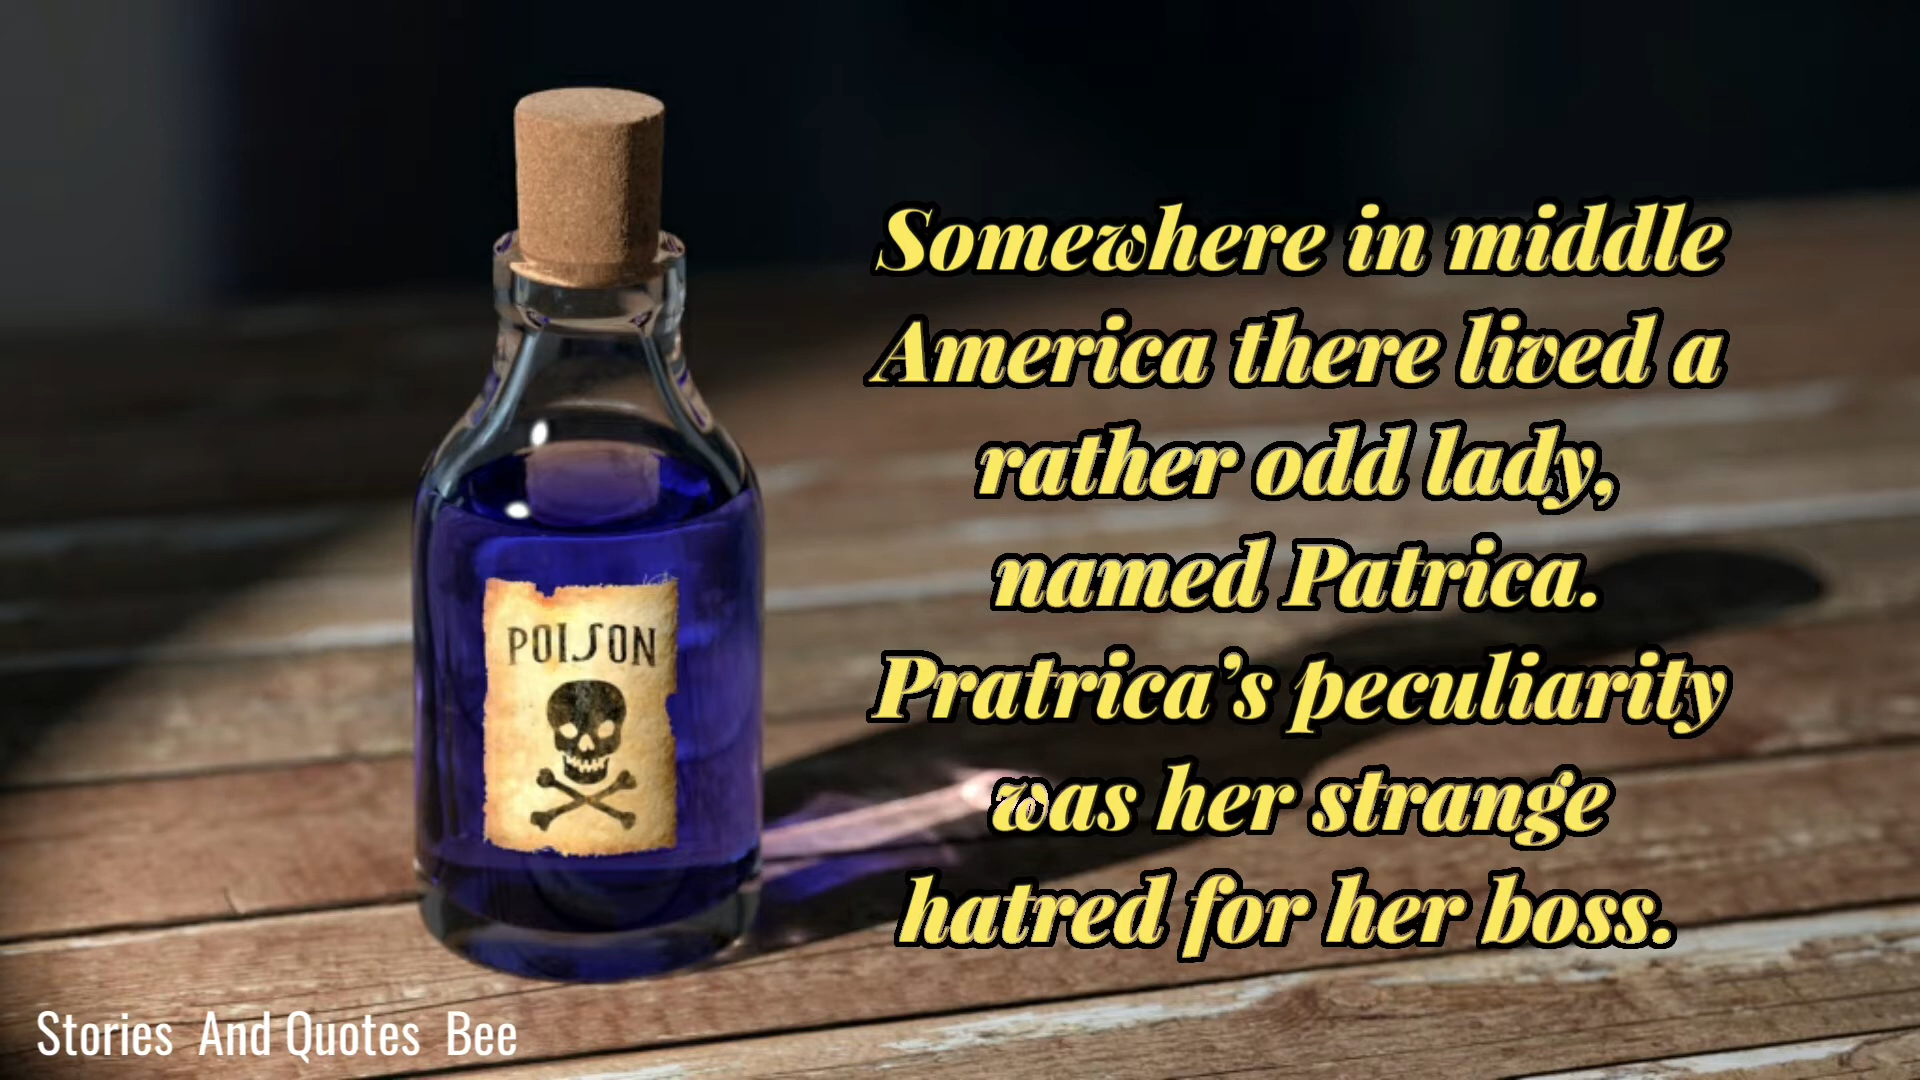 POISON
Somewhere in middle
America there lived a
rather odd lady,
named Patrica.
Pratrica’s peculiarity
was her strange
hatred for her boss.
Stories And Quotes Bee